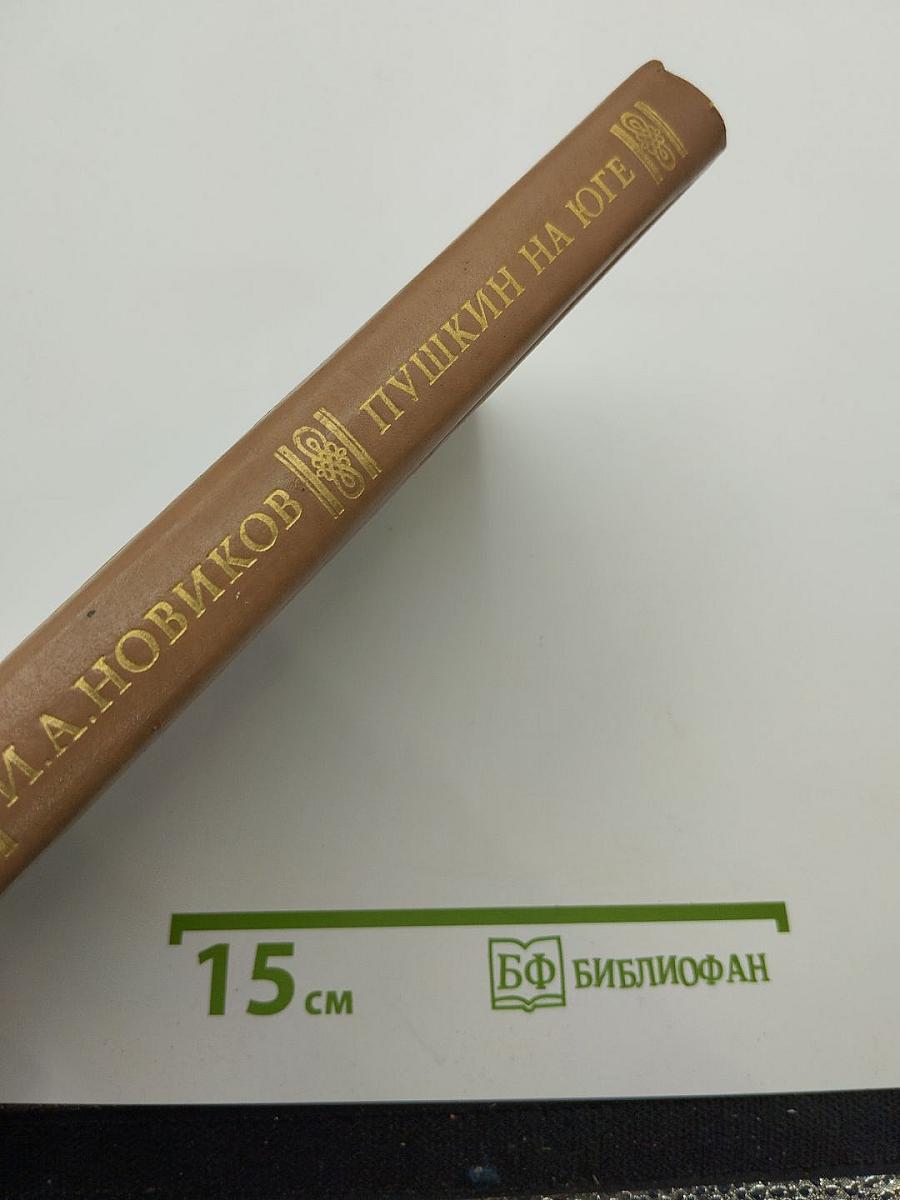 И.А.НОВИКОВ ПУШКИН НА ЮГЕ
15 см
БФ БИБЛИОФАН